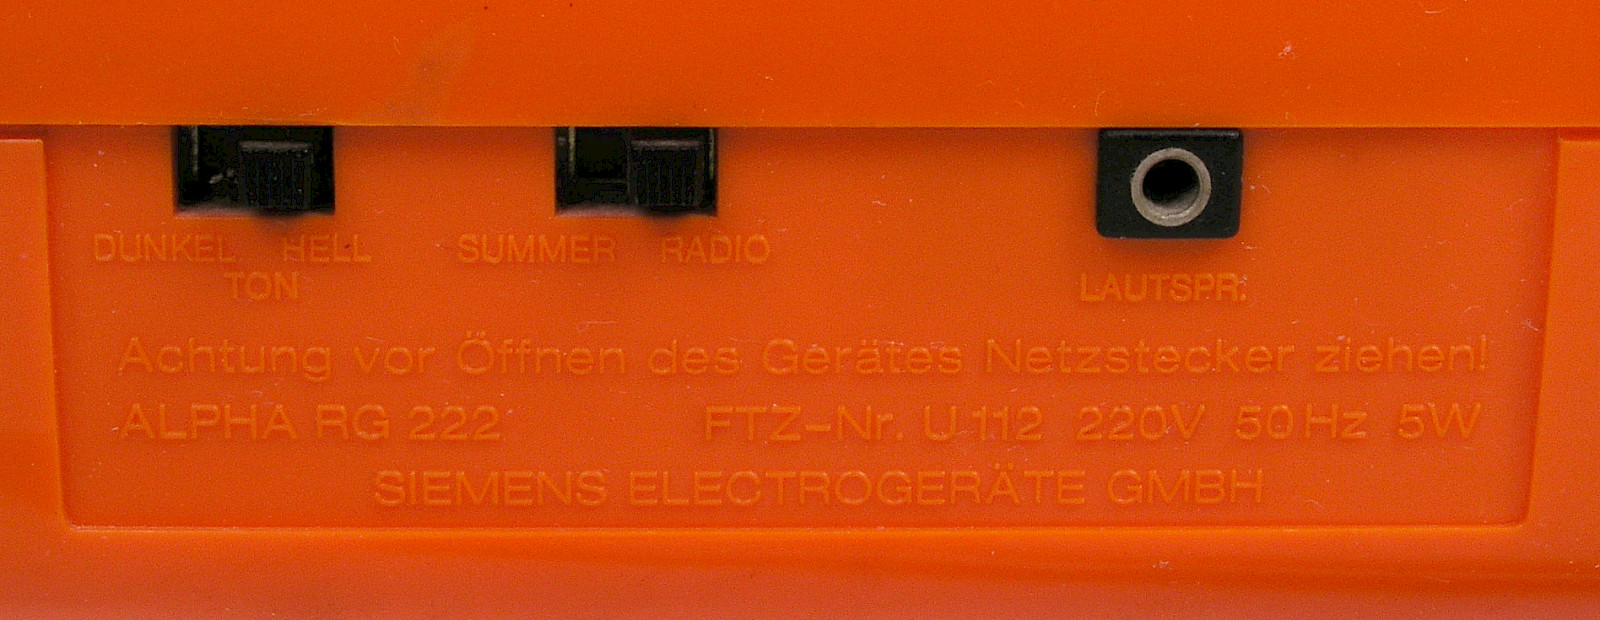 DUNKEL HELL SUMMER RADIO
TON LAUTSPR.
Achtung vor Öffnen des Gerätes Netzstecker ziehen!
ALPHA RG 222 FTZ-Nr. U 112 220V 50Hz 5W
SIEMENS ELECTROGERÄTE GMBH